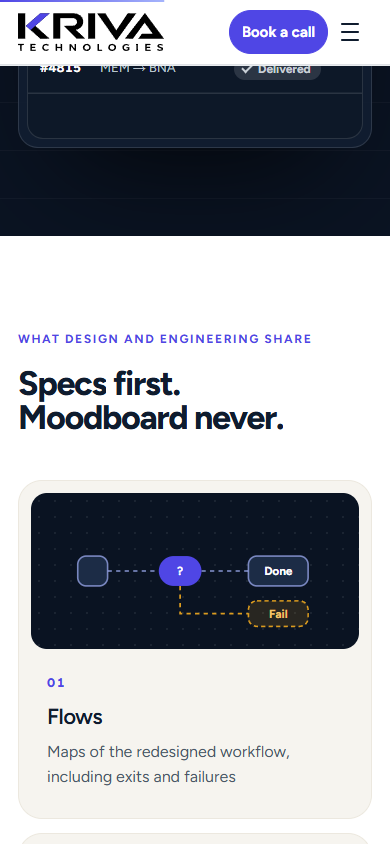 KRIVA
TECHNOLOGIES
Book a call
#4815 MEM → BNA Delivered
WHAT DESIGN AND ENGINEERING SHARE
Specs first.
Moodboard never.
? Done
Fail
01
Flows
Maps of the redesigned workflow,
including exits and failures